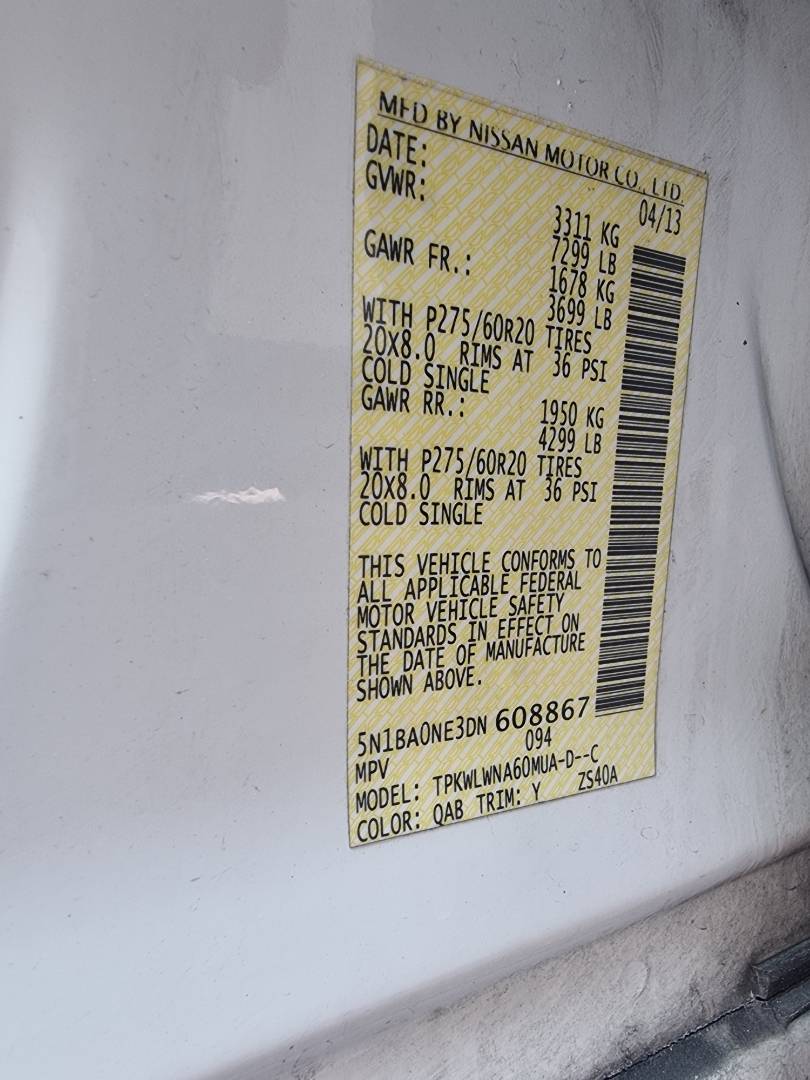 MFD BY NISSAN MOTOR CO., LTD.
DATE: 04/13
GVWR: 3311 KG
7299 LB
GAWR FR.: 1678 KG
3699 LB
WITH P275/60R20 TIRES
20X8.0 RIMS AT 36 PSI
COLD SINGLE
GAWR RR.: 1950 KG
4299 LB
WITH P275/60R20 TIRES
20X8.0 RIMS AT 36 PSI
COLD SINGLE
THIS VEHICLE CONFORMS TO
ALL APPLICABLE FEDERAL
MOTOR VEHICLE SAFETY
STANDARDS IN EFFECT ON
THE DATE OF MANUFACTURE
SHOWN ABOVE.
5N1BA0NE3DN 608867
MPV 094
MODEL: TPKWLWNA60MUA-D--C
COLOR: QAB TRIM: Y ZS40A